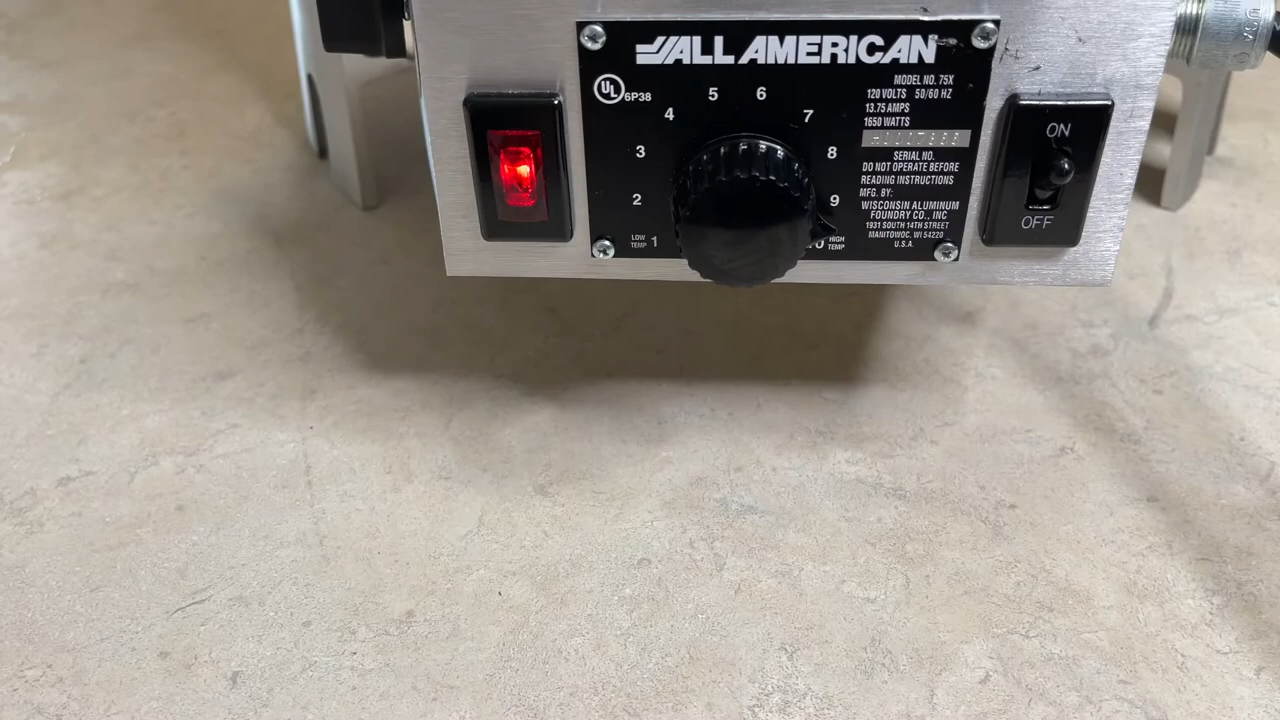 ALL AMERICAN
UL
6P38
MODEL NO. 75X
120 VOLTS 50/60 HZ
13.75 AMPS
1650 WATTS
SERIAL NO.
DO NOT OPERATE BEFORE
READING INSTRUCTIONS
MFG. BY:
WISCONSIN ALUMINUM
FOUNDRY CO., INC
1931 SOUTH 14TH STREET
MANITOWOC, WI 54220
U.S.A.
LOW
TEMP
1
2
3
4
5
6
7
8
9
HIGH
TEMP
ON
OFF